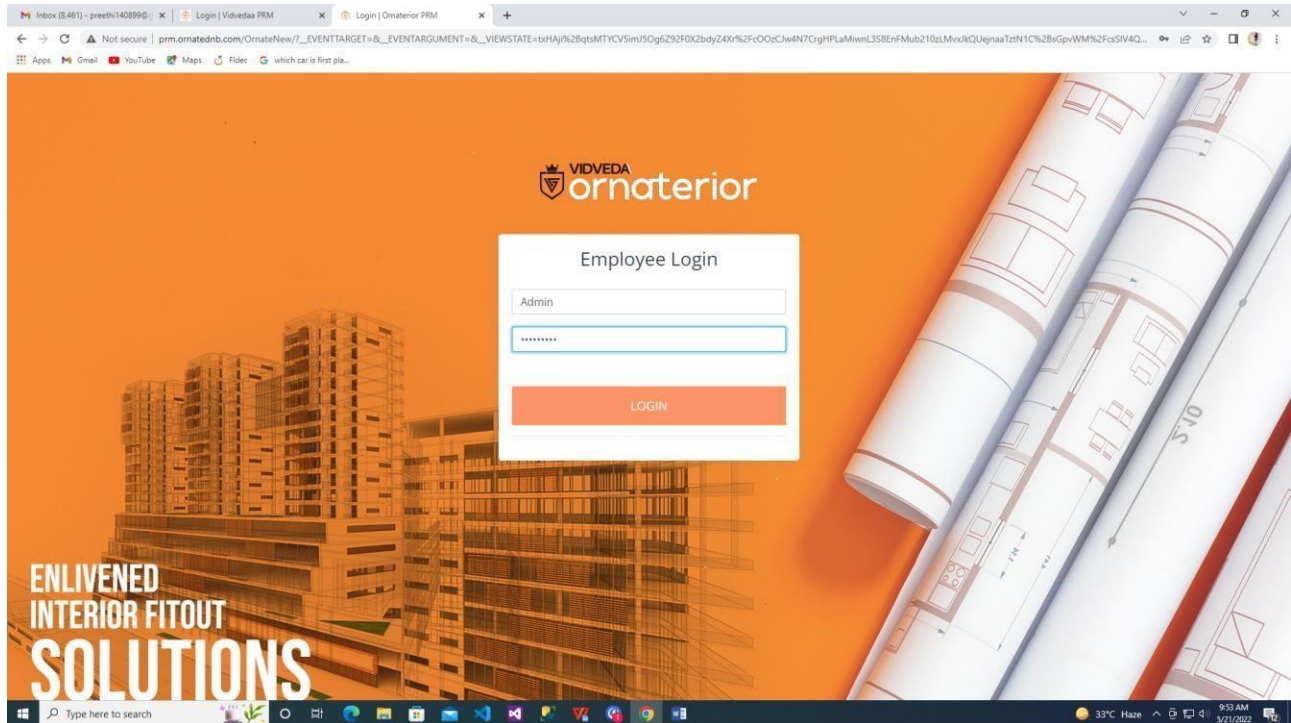 Inbox (8,461) - preethi140899@g
Login | Vidvedaa PRM
Login | Ornaterior PRM
Not secure | prm.ornatednb.com/OrnateNew/?__EVENTTARGET=&__EVENTARGUMENT=&__VIEWSTATE=
Apps Gmail YouTube Maps Fldec which car is first pla...
VIDVEDA
ornaterior
Employee Login
Admin
•••••••••
LOGIN
2.10
ENLIVENED
INTERIOR FITOUT
SOLUTIONS
Type here to search
33°C Haze
9:53 AM
5/21/2022